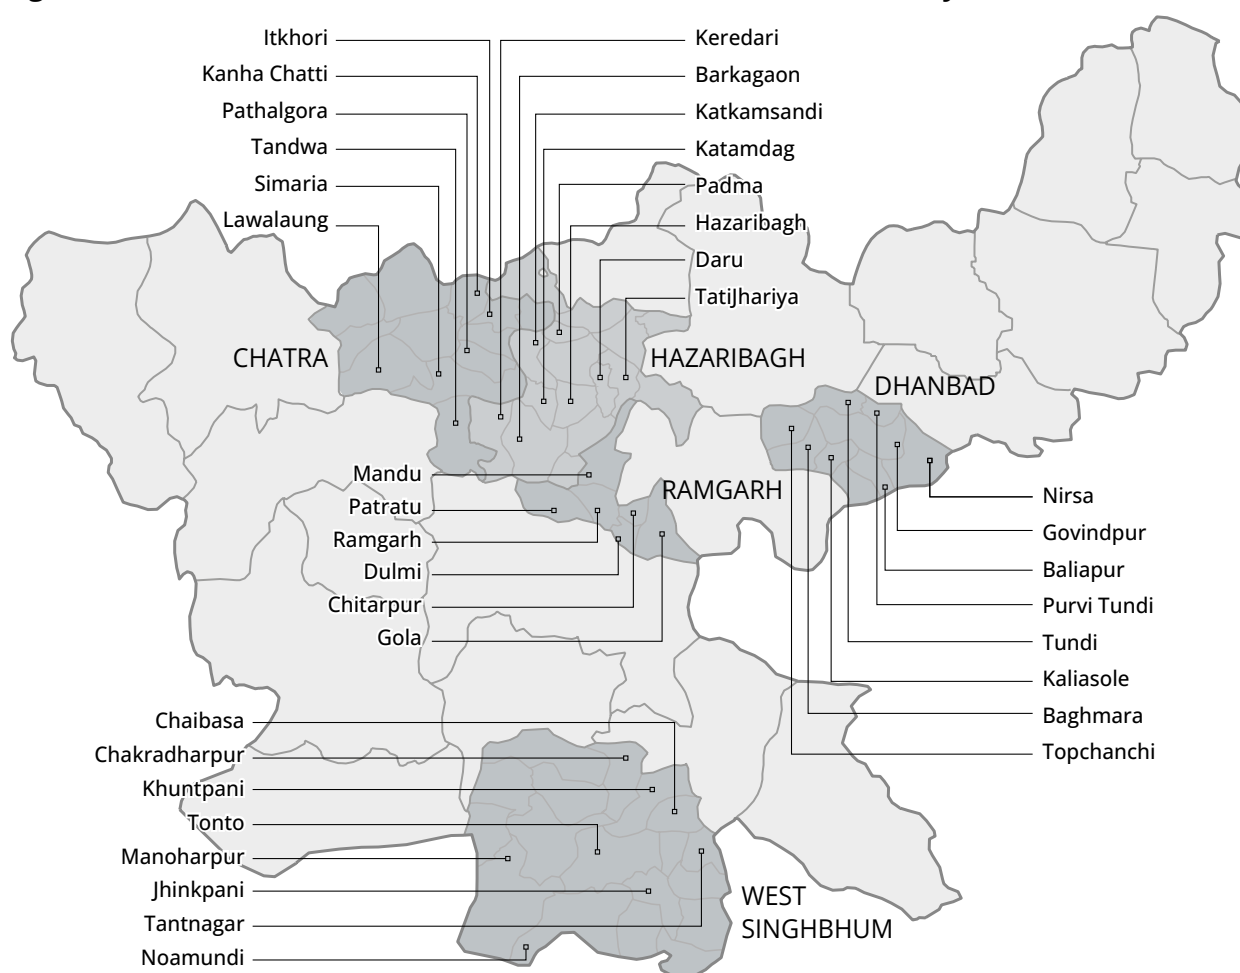 Itkhori
Kanha Chatti
Pathalgora
Tandwa
Simaria
Lawalaung
Keredari
Barkagaon
Katkamsandi
Katamdag
Padma
Hazaribagh
Daru
TatiJhariya
CHATRA
HAZARIBAGH
DHANBAD
Mandu
Patratu
Ramgarh
Dulmi
Chitarpur
Gola
RAMGARH
Nirsa
Govindpur
Baliapur
Purvi Tundi
Tundi
Kaliasole
Baghmara
Topchanchi
Chaibasa
Chakradharpur
Khuntpani
Tonto
Manoharpur
Jhinkpani
Tantnagar
Noamundi
WEST
SINGHBHUM